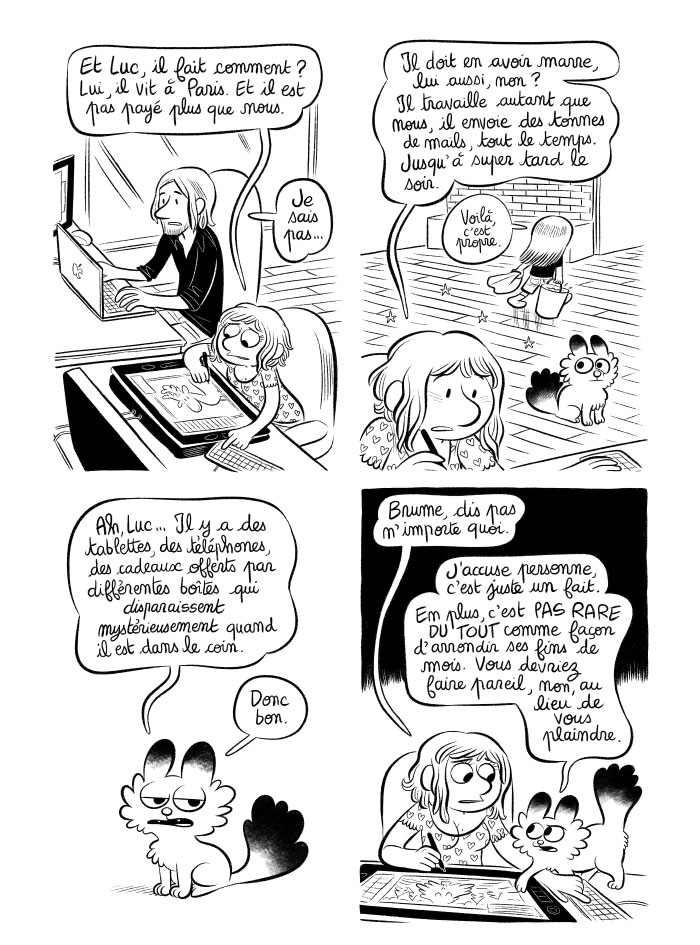 Et Luc, il fait comment ?
Lui, il vit à Paris. Et il est
pas payé plus que nous.
Je
sais
pas...
Il doit en avoir marre,
lui aussi, non ?
Il travaille autant que
nous, il envoie des tonnes
de mails, tout le temps.
Jusqu'à super tard le
soir.
Voilà,
c'est
propre.
Ah, Luc... Il y a des
tablettes, des téléphones,
des cadeaux offerts par
différentes boîtes qui
disparaissent
mystérieusement quand
il est dans le coin.
Donc
bon.
Brume, dis pas
n'importe quoi.
J'accuse personne,
c'est juste un fait.
En plus, c'est PAS RARE
DU TOUT comme façon
d'arrondir ses fins de
mois. Vous devriez
faire pareil, non, au
lieu de
vous
plaindre.